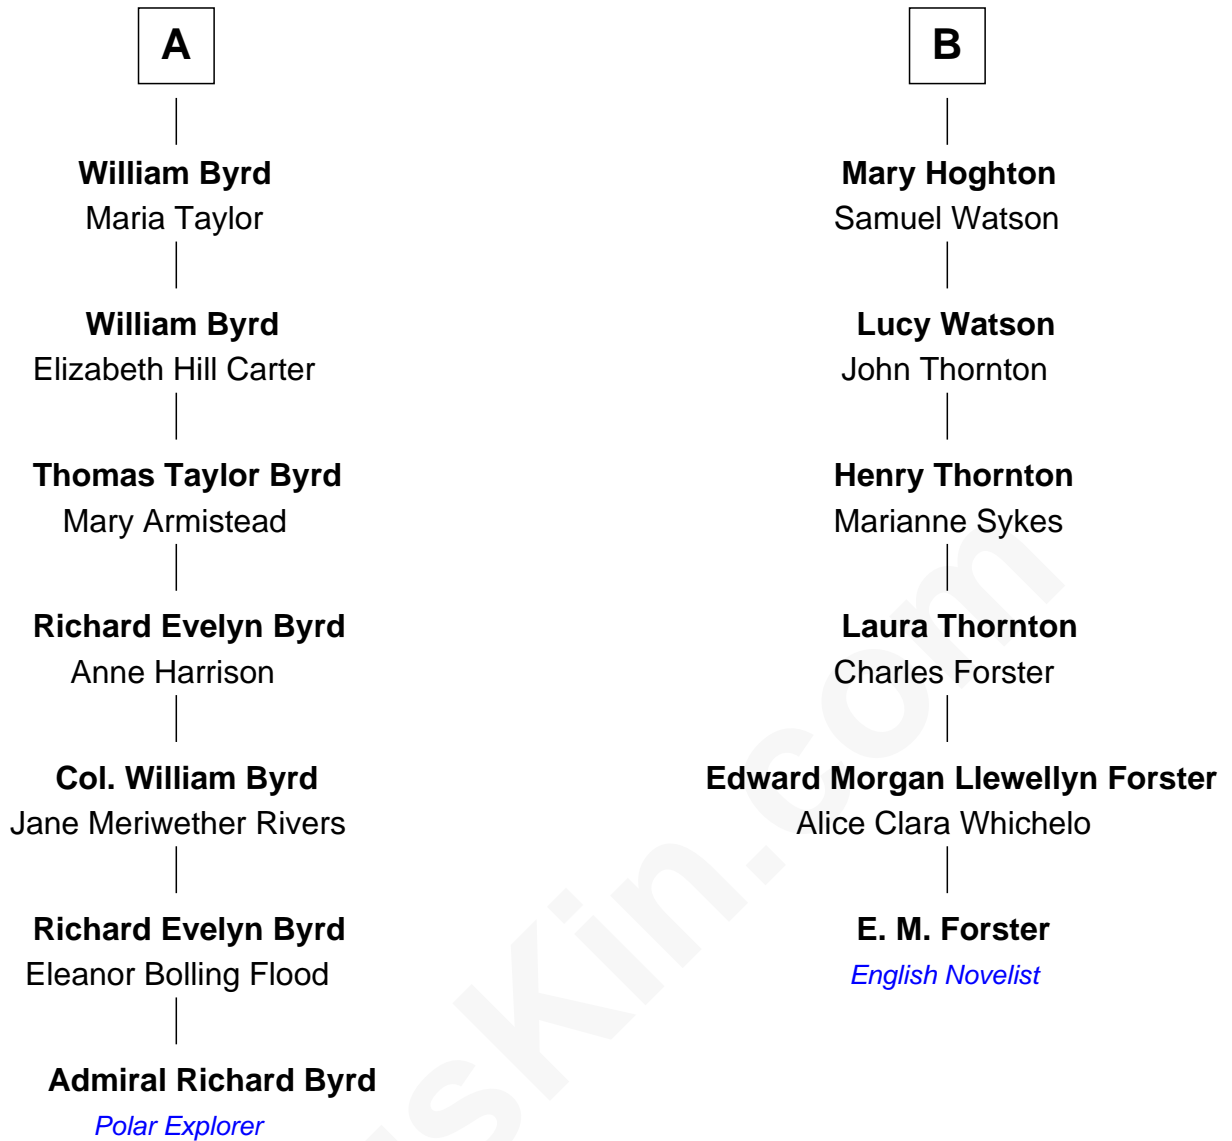 A
William Byrd
Maria Taylor
William Byrd
Elizabeth Hill Carter
Thomas Taylor Byrd
Mary Armistead
Richard Evelyn Byrd
Anne Harrison
Col. William Byrd
Jane Meriwether Rivers
Richard Evelyn Byrd
Eleanor Bolling Flood
Admiral Richard Byrd
Polar Explorer
B
Mary Hoghton
Samuel Watson
Lucy Watson
John Thornton
Henry Thornton
Marianne Sykes
Laura Thornton
Charles Forster
Edward Morgan Llewellyn Forster
Alice Clara Whichelo
E. M. Forster
English Novelist
sKin.com